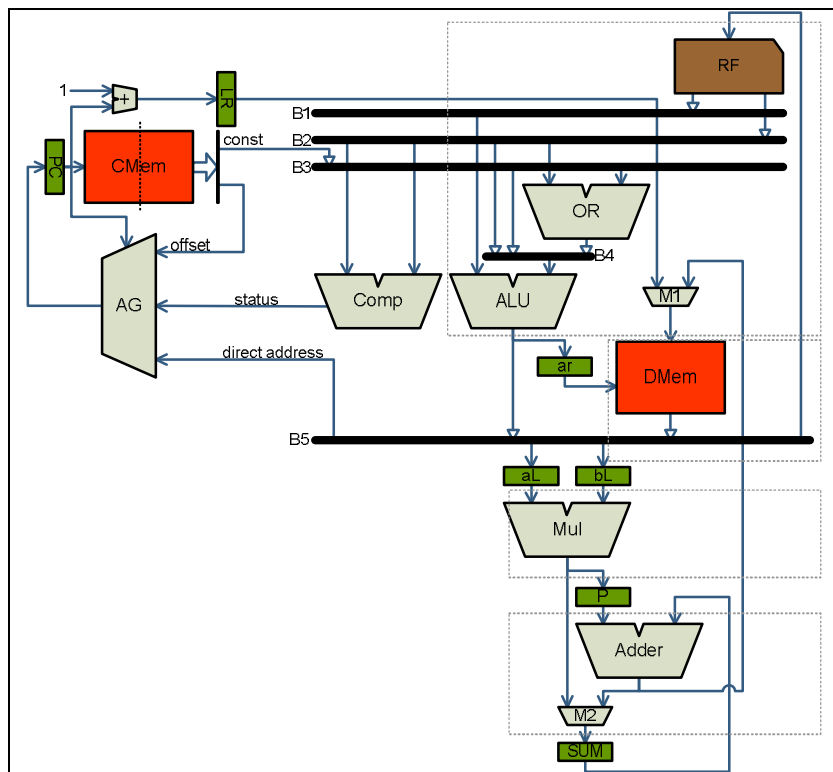 RF
1
+
LR
B1
const
B2
PC
CMem
B3
OR
offset
B4
AG
status
Comp
ALU
M1
direct address
ar
DMem
B5
aL
bL
Mul
P
Adder
M2
SUM